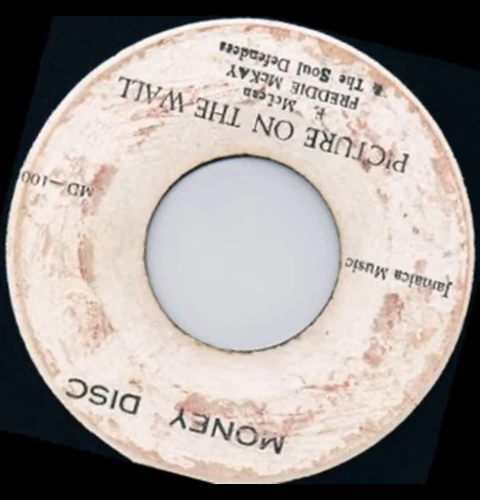 MONEY DISC
Jamaica Music
MD-100
PICTURE ON THE WALL
F. McLean
FREDDIE McKAY
& The Soul Defenders